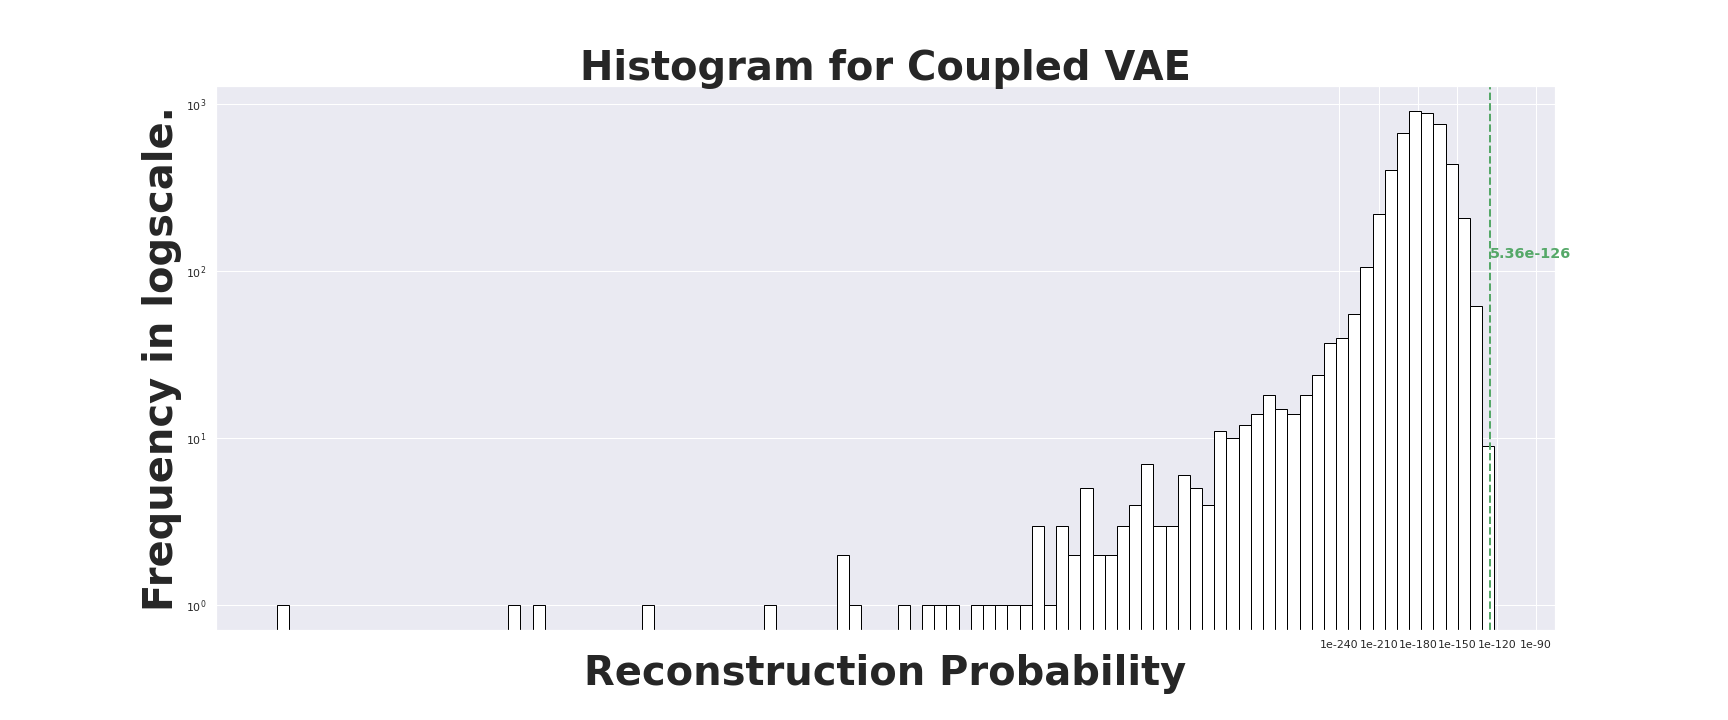 Histogram for Coupled VAE
Frequency in logscale.
10³
10²
10¹
10⁰
5.36e-126
1e-240 1e-210 1e-180 1e-150 1e-120 1e-90
Reconstruction Probability